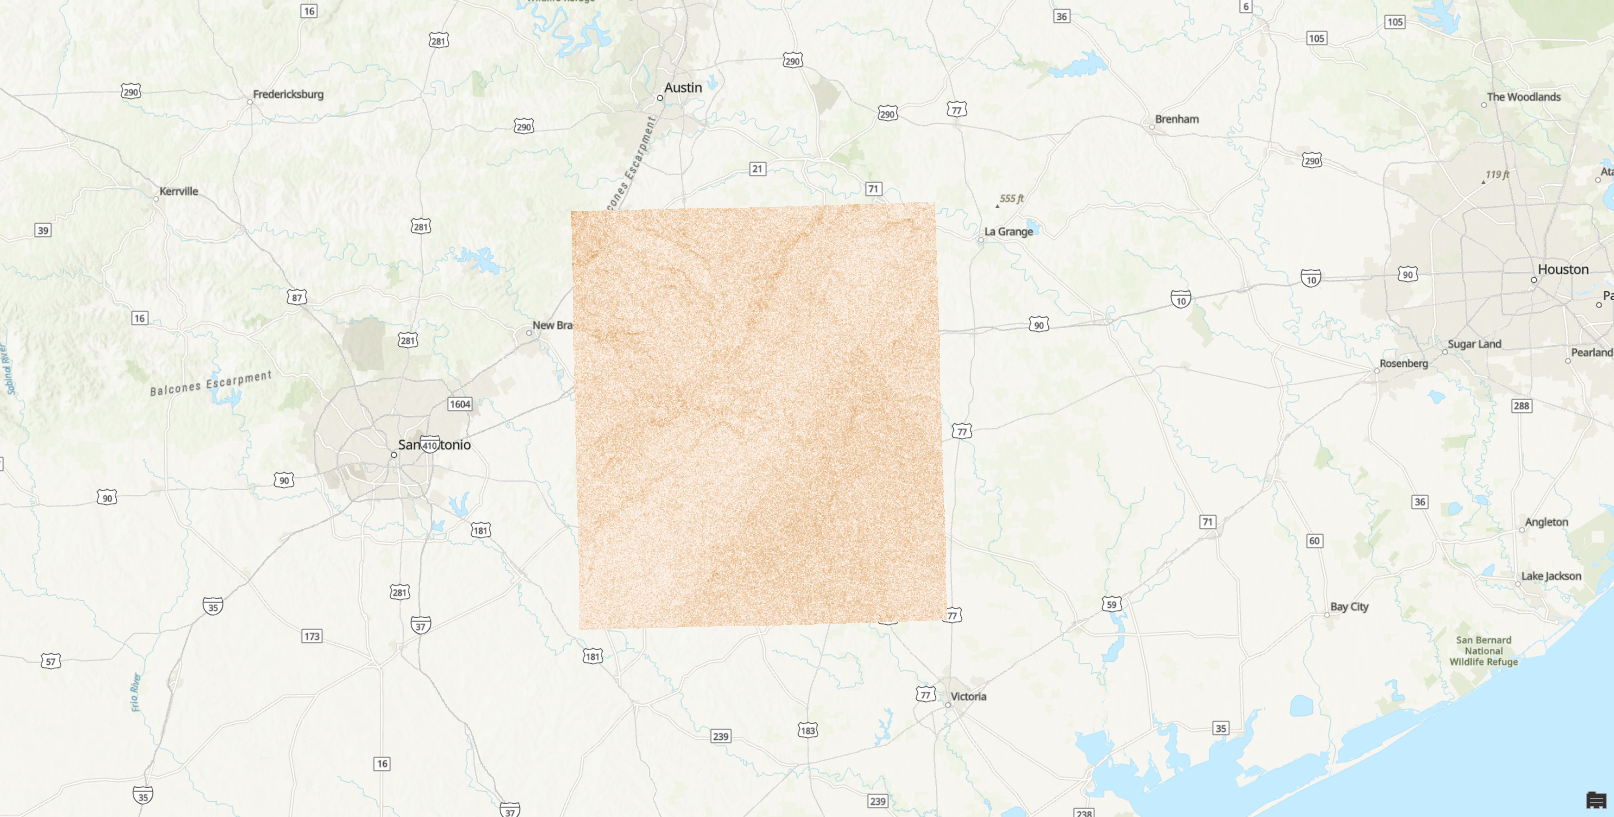 Wildlife Refuge
16
36
6
105
105
281
290
290
Austin
Fredericksburg
290
77
The Woodlands
290
Brenham
290
290
21
119 ft
71
Kerrville
555 ft
cones Escarpment
281
39
La Grange
Houston
90
10
10
87
16
90
New Bra
281
Sugar Land
Pearland
Rosenberg
Sabinal River
Balcones Escarpment
1604
288
77
San
tonio
410
90
90
36
71
Angleton
181
60
Lake Jackson
281
35
59
Bay City
77
37
173
San Bernard
National
Wildlife Refuge
181
57
Frio River
77
Victoria
183
35
239
16
35
239
37
238